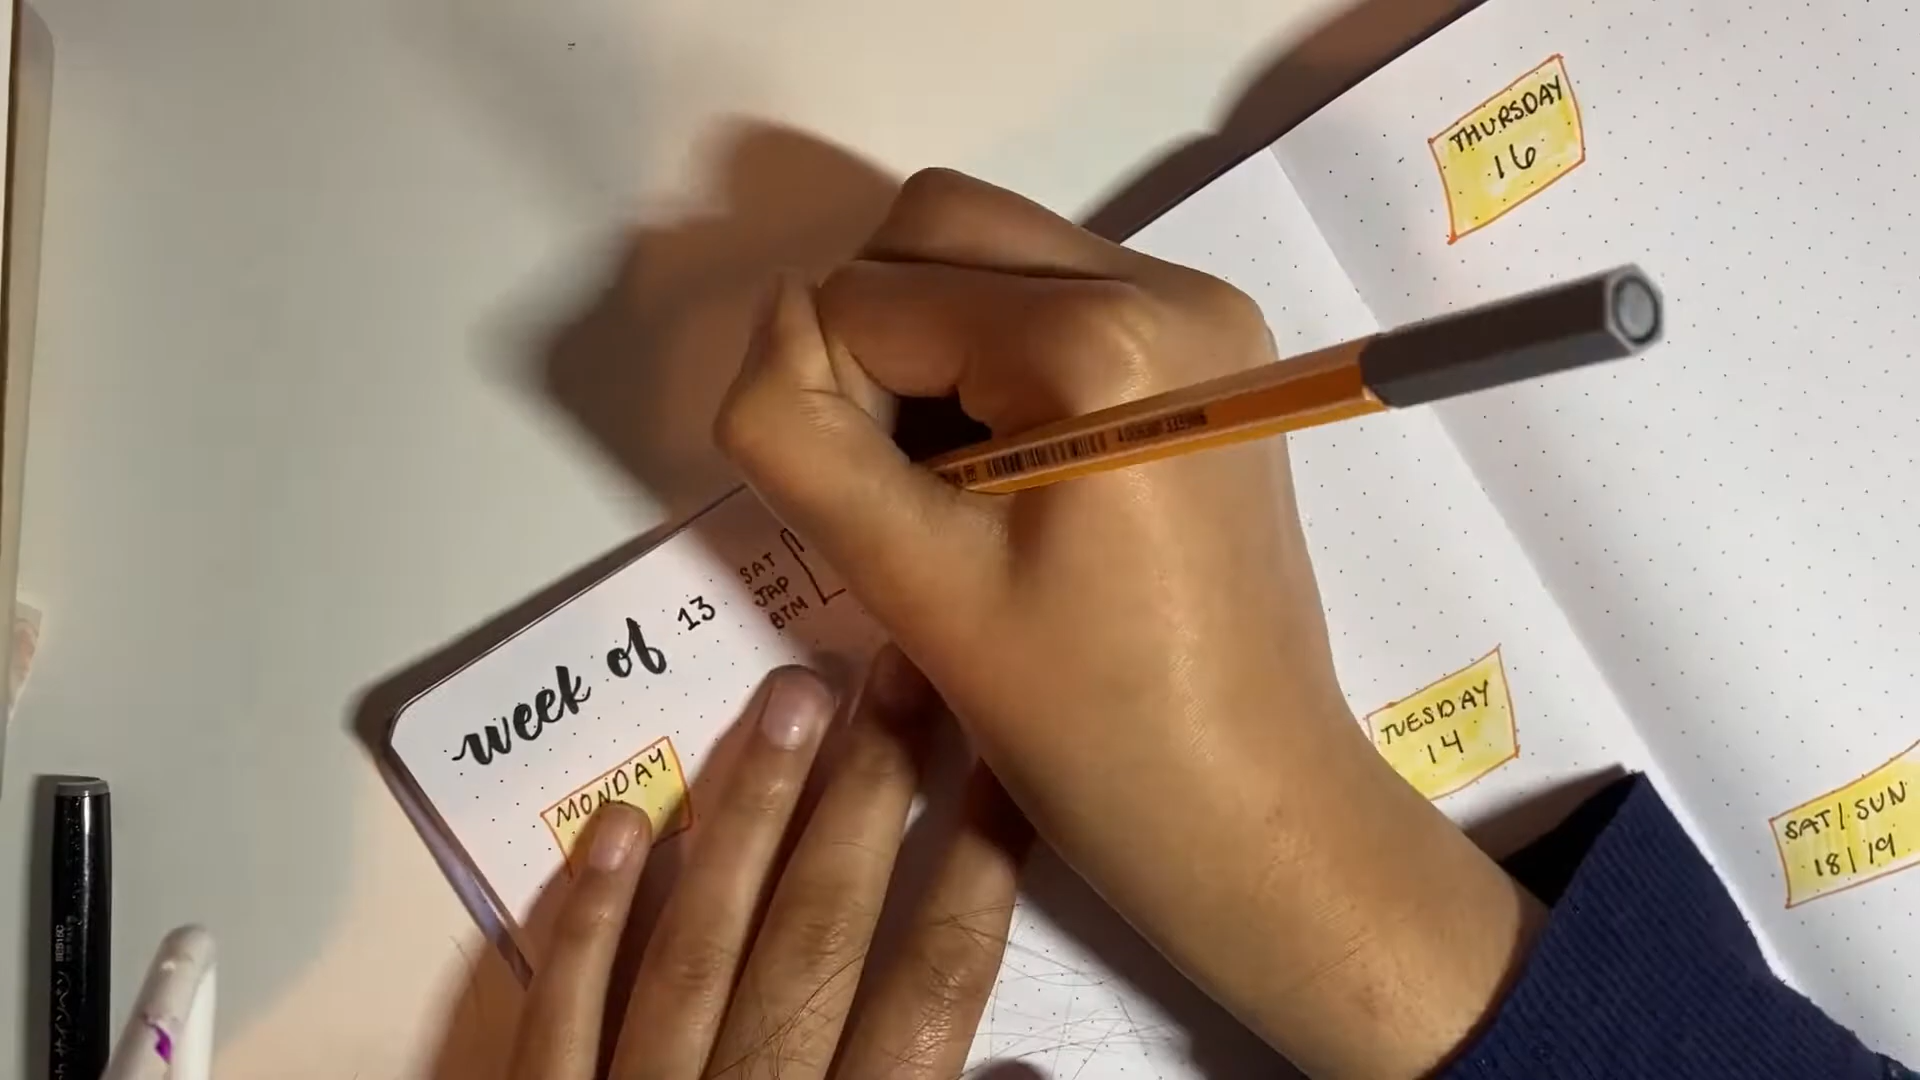 week of 13
SAT
JAP
BTM
MONDAY
TUESDAY
14
THURSDAY
16
SAT/SUN
18/19